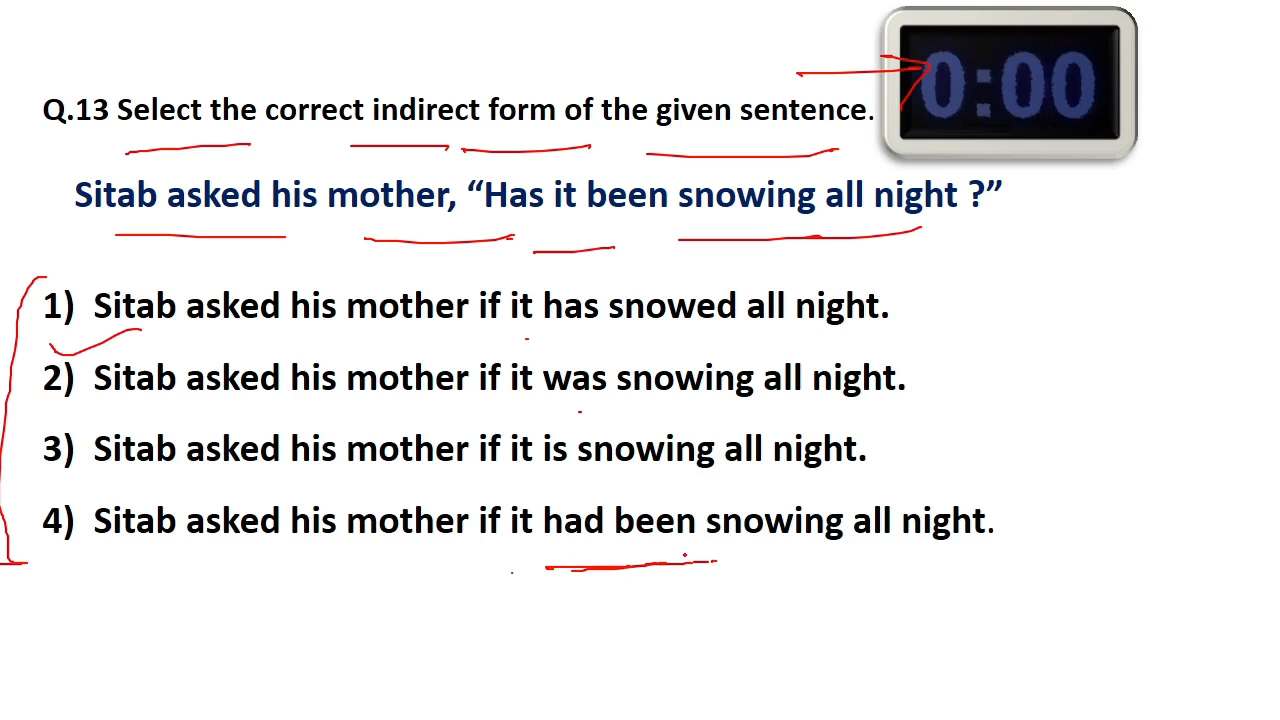 0:00
Q.13 Select the correct indirect form of the given sentence.
Sitab asked his mother, “Has it been snowing all night ?”
1) Sitab asked his mother if it has snowed all night.
2) Sitab asked his mother if it was snowing all night.
3) Sitab asked his mother if it is snowing all night.
4) Sitab asked his mother if it had been snowing all night.